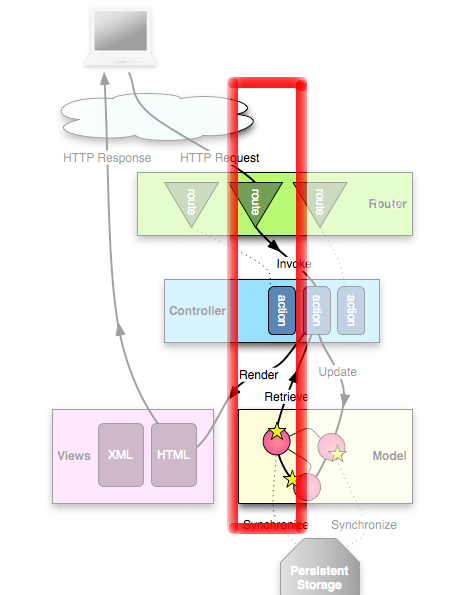 HTTP Response
HTTP Request
route
route
route
Router
Invoke
Controller
action
action
action
Render
Update
Retrieve
Views
XML
HTML
Model
Synchronize
Synchronize
Persistent
Storage